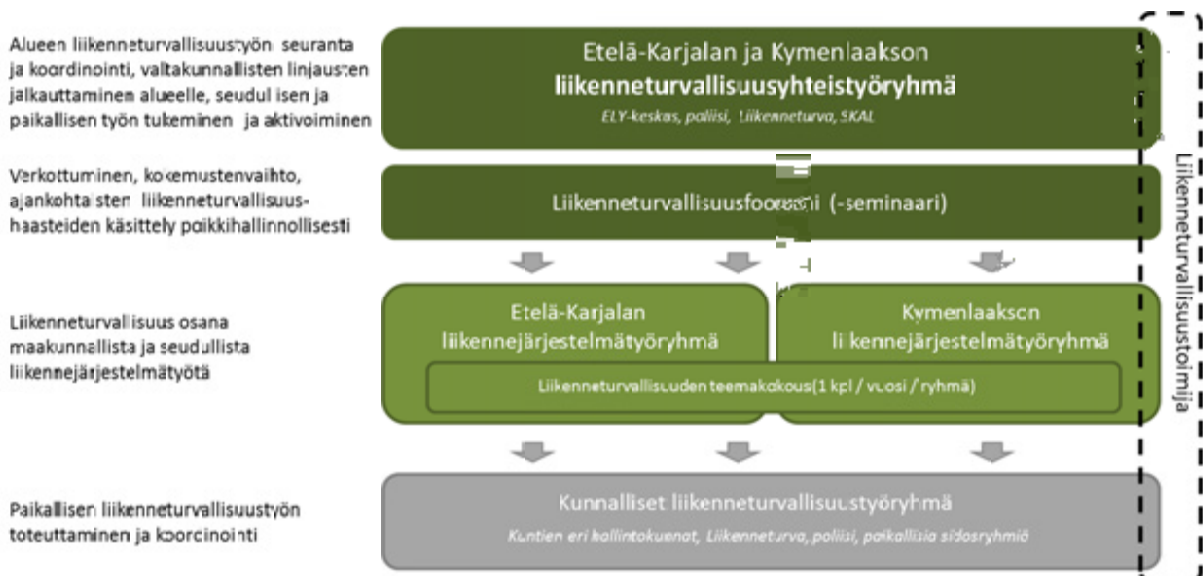 Alueen liikenneturvallisuustyön seuranta
ja koordinointi, valtakunnallisten linjausten
jalkauttaminen alueelle, seudullisen ja
paikallisen työn tukeminen ja aktivoiminen
Etelä-Karjalan ja Kymenlaakson
liikenneturvallisuusyhteistyöryhmä
ELY-keskus, poliisi, Liikenneturva, SKAL
Verkottuminen, kokemustenvaihto,
ajankohtaisten liikenneturvallisuus-
haasteiden käsittely poikkihallinnollisesti
Liikenneturvallisuusfoorumi (-seminaari)
Liikenneturvallisuus osana
maakunnallista ja seudullista
liikennejärjestelmätyötä
Etelä-Karjalan
liikennejärjestelmätyöryhmä
Kymenlaakson
liikennejärjestelmätyöryhmä
Liikenneturvallisuuden teemakokous(1 kpl / vuosi / ryhmä)
Paikallisen liikenneturvallisuustyön
toteuttaminen ja koordinointi
Kunnalliset liikenneturvallisuustyöryhmä
Kuntien eri hallintokunnat, Liikenneturva, poliisi, paikallisia sidosryhmiä
Liikenneturvallisuustoimija